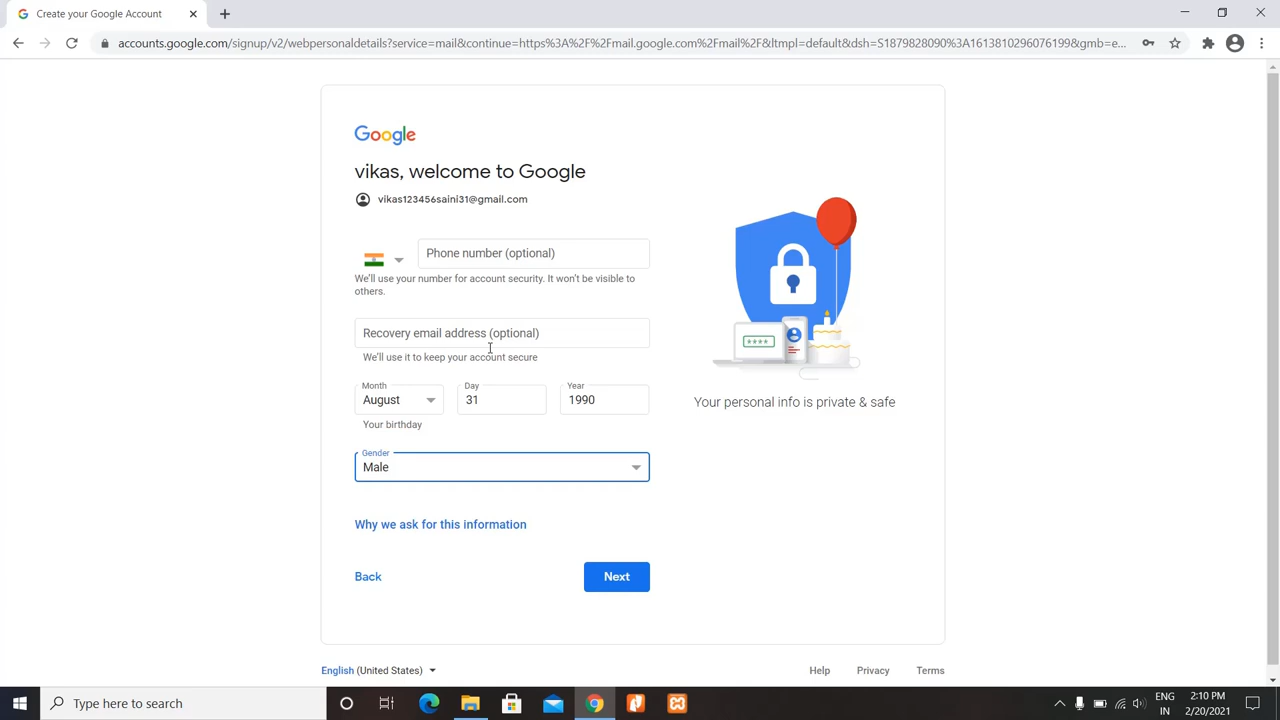 Create your Google Account
accounts.google.com/signup/v2/webpersonaldetails?service=mail&continue=https%3A%2F%2Fmail.google.com%2Fmail%2F&ltmpl=default&dsh=S1879828090%3A1613810296076199&gmb=e...
Google
vikas, welcome to Google
vikas123456saini31@gmail.com
Phone number (optional)
We'll use your number for account security. It won't be visible to
others.
Recovery email address (optional)
We'll use it to keep your account secure
Month Day Year
August 31 1990
Your birthday
Gender
Male
Why we ask for this information
Back Next
****
Your personal info is private & safe
English (United States) Help Privacy Terms
Type here to search
ENG 2:10 PM
IN 2/20/2021